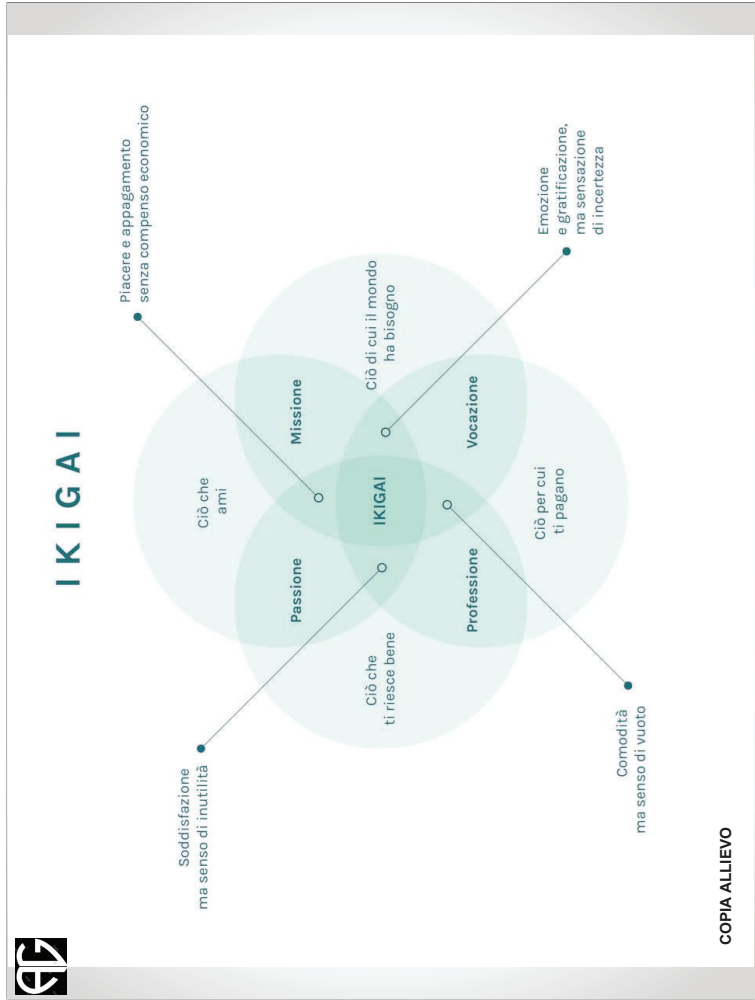 IKIGAI
Piacere e appagamento
senza compenso economico
Soddisfazione
ma senso di inutilità
Ciò che
ami
Passione
Missione
Ciò che
ti riesce bene
IKIGAI
Ciò di cui il mondo
ha bisogno
Professione
Vocazione
Ciò per cui
ti pagano
Emozione
e gratificazione,
ma sensazione
di incertezza
Comodità
ma senso di vuoto
COPIA ALLIEVO